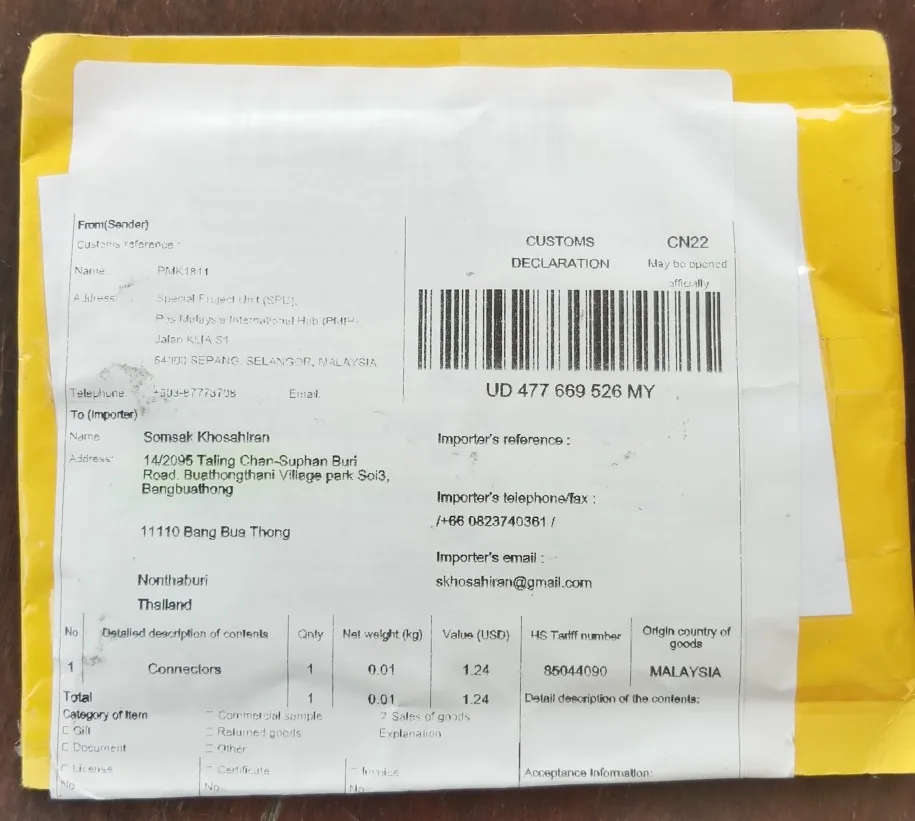 From(Sender)
Customs reference :
Name: PMK1811
Address: Special Project Unit (SPU),
Pos Malaysia International Hub (PMIH)
Jalan KLIA S1
64000 SEPANG, SELANGOR, MALAYSIA
Telephone: Email:
CUSTOMS
DECLARATION
CN22
May be opened
officially
UD 477 669 526 MY
To (Importer)
Name Somsak Khosahiran
Address: 14/2095 Taling Chan-Suphan Buri
Road. Buathongthani Village park Soi3,
Bangbuathong
11110 Bang Bua Thong
Nonthaburi
Thailand
Importer's reference :
Importer's telephone/fax :
/+66 0823740361 /
Importer's email :
skhosahiran@gmail.com
No Detailed description of contents Qnty Net weight (kg) Value (USD) HS Tariff number Origin country of goods
1 Connectors 1 0.01 1.24 85044090 MALAYSIA
Total 1 0.01 1.24 Detail description of the contents:
Category of Item Commercial sample Sales of goods
Gift Returned goods Explanation
Document Other
License Certificate Invoice Acceptance Information:
No No. No